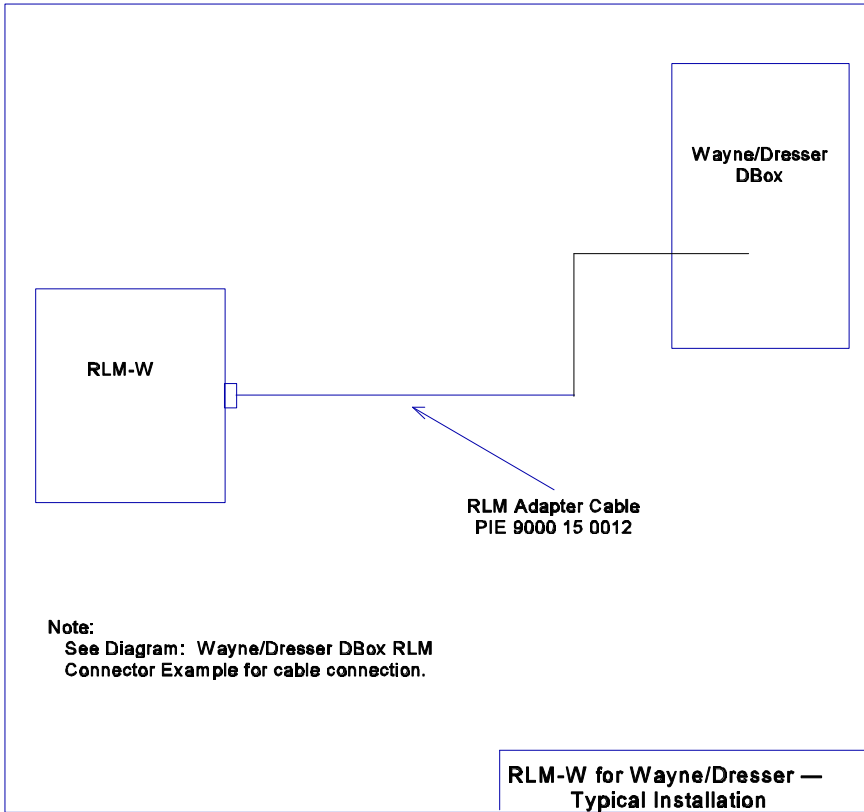 Wayne/Dresser
DBox
RLM-W
RLM Adapter Cable
PIE 9000 15 0012
Note:
See Diagram: Wayne/Dresser DBox RLM
Connector Example for cable connection.
RLM-W for Wayne/Dresser —
Typical Installation